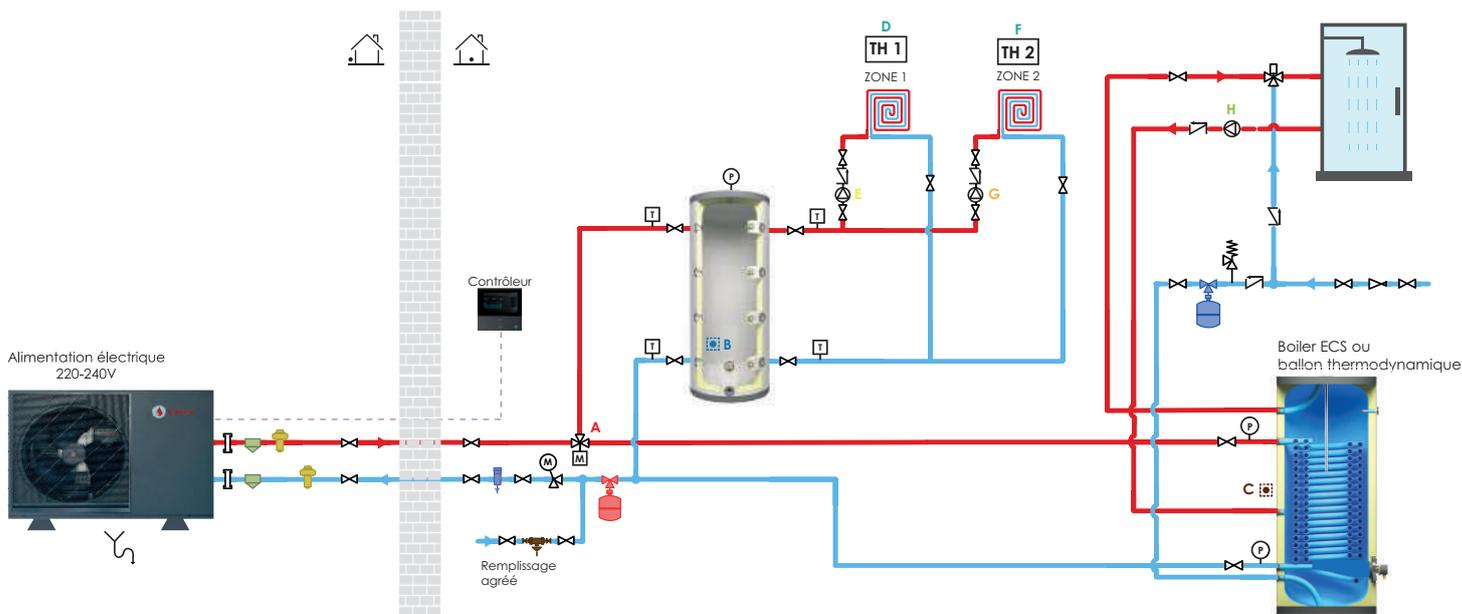 D
TH 1
ZONE 1
F
TH 2
ZONE 2
H
P
E
G
T
T
Contrôleur
B
T
T
Alimentation électrique
220-240V
Boiler ECS ou
ballon thermodynamique
A
M
P
M
C
P
Remplissage
agréé